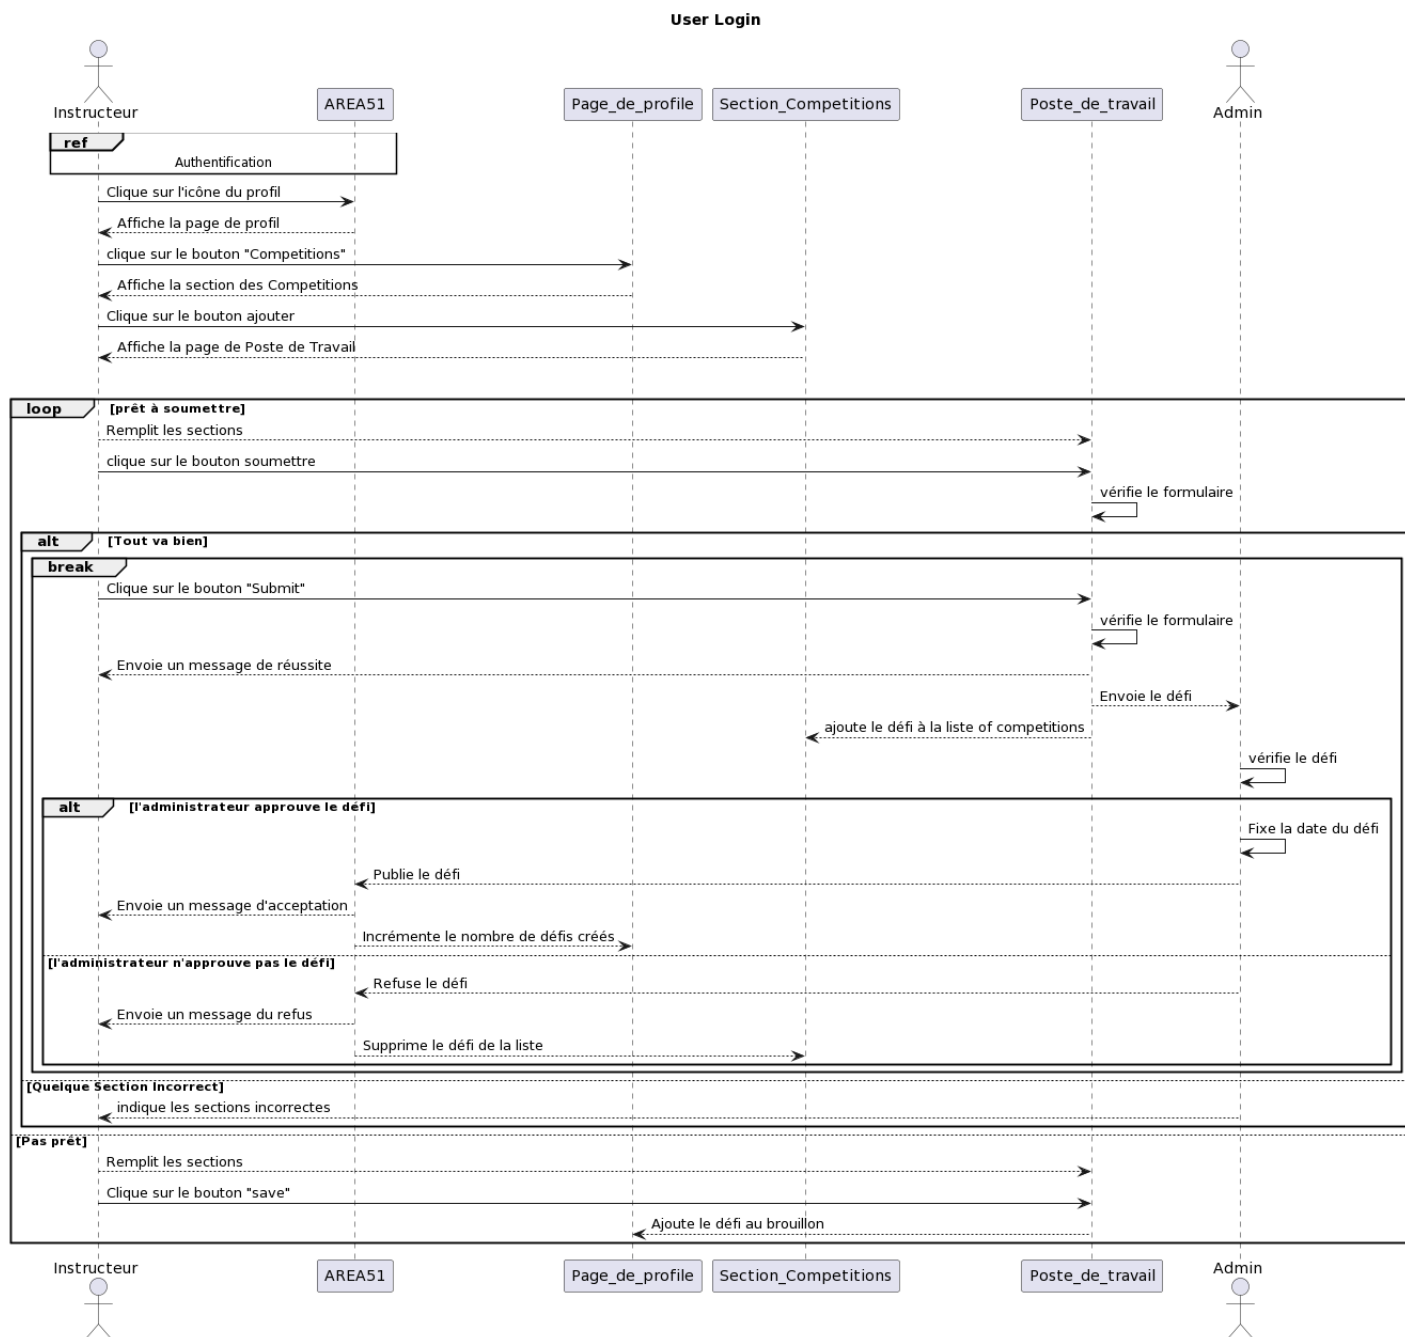 User Login
Instructeur
AREA51
Page_de_profile
Section_Competitions
Poste_de_travail
Admin
ref
Authentification
Clique sur l'icône du profil
Affiche la page de profil
clique sur le bouton "Competitions"
Affiche la section des Competitions
Clique sur le bouton ajouter
Affiche la page de Poste de Travail
loop [prêt à soumettre]
Remplit les sections
clique sur le bouton soumettre
vérifie le formulaire
alt [Tout va bien]
break
Clique sur le bouton "Submit"
vérifie le formulaire
Envoie un message de réussite
Envoie le défi
ajoute le défi à la liste of competitions
vérifie le défi
alt [l'administrateur approuve le défi]
Fixe la date du défi
Publie le défi
Envoie un message d'acceptation
Incrémente le nombre de défis créés
[l'administrateur n'approuve pas le défi]
Refuse le défi
Envoie un message du refus
Supprime le défi de la liste
[Quelque Section Incorrect]
indique les sections incorrectes
[Pas prêt]
Remplit les sections
Clique sur le bouton "save"
Ajoute le défi au brouillon
Instructeur
AREA51
Page_de_profile
Section_Competitions
Poste_de_travail
Admin